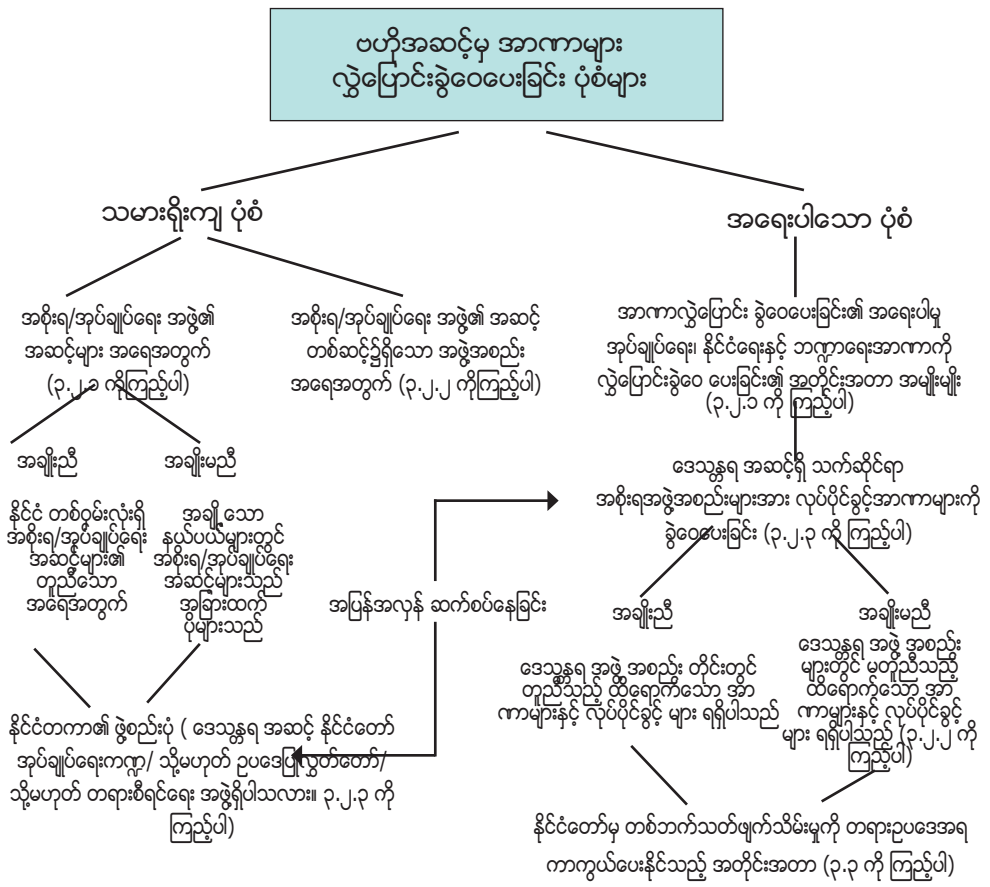 ဗဟိုအဆင့်မှ အာဏာများ
လွှဲပြောင်းခွဲဝေပေးခြင်း ပုံစံများ
သမားရိုးကျ ပုံစံ
အစိုးရ/အုပ်ချုပ်ရေး အဖွဲ့၏
အဆင့်များ အရေအတွက်
(၃.၂.၁ ကိုကြည့်ပါ)
အစိုးရ/အုပ်ချုပ်ရေး အဖွဲ့၏ အဆင့်
တစ်ဆင့်၌ရှိသော အဖွဲ့အစည်း
အရေအတွက် (၃.၂.၂ ကိုကြည့်ပါ)
အချိုးညီ
နိုင်ငံ တစ်ဝှမ်းလုံးရှိ
အစိုးရ/အုပ်ချုပ်ရေး
အဆင့်များ၏
တူညီသော
အရေအတွက်
အချိုးမညီ
အချို့သော
နယ်ပယ်များတွင်
အစိုးရ/အုပ်ချုပ်ရေး
အဆင့်များသည်
အခြားထက်
ပိုများသည်
နိုင်ငံတကာ၏ ဖွဲ့စည်းပုံ ( ဒေသန္တရ အဆင့် နိုင်ငံတော်
အုပ်ချုပ်ရေးကဏ္ဍ/ သို့မဟုတ် ဥပဒေပြုလွှတ်တော်/
သို့မဟုတ် တရားစီရင်ရေး အဖွဲ့ရှိပါသလား။ ၃.၂.၃ ကို
ကြည့်ပါ)
အပြန်အလှန် ဆက်စပ်နေခြင်း
အရေးပါသော ပုံစံ
အာဏာလွှဲပြောင်း ခွဲဝေပေးခြင်း၏ အရေးပါမှု
အုပ်ချုပ်ရေး၊ နိုင်ငံရေးနှင့် ဘဏ္ဍာရေးအာဏာကို
လွှဲပြောင်းခွဲဝေ ပေးခြင်း၏ အတိုင်းအတာ အမျိုးမျိုး
(၃.၂.၁ ကို ကြည့်ပါ)
ဒေသန္တရ အဆင့်ရှိ သက်ဆိုင်ရာ
အစိုးရအဖွဲ့အစည်းများအား လုပ်ပိုင်ခွင့်အာဏာများကို
ခွဲဝေပေးခြင်း (၃.၂.၃ ကို ကြည့်ပါ)
အချိုးညီ
ဒေသန္တရ အဖွဲ့ အစည်း တိုင်းတွင်
တူညီသည့် ထိရောက်သော အာ
ဏာများနှင့် လုပ်ပိုင်ခွင့် များ ရရှိပါသည်
အချိုးမညီ
ဒေသန္တရ အဖွဲ့ အစည်း
များတွင် မတူညီသည့်
ထိရောက်သော အာ
ဏာများနှင့် လုပ်ပိုင်ခွင့်
များ ရရှိပါသည် (၃.၂.၂ ကို
ကြည့်ပါ)
နိုင်ငံတော်မှ တစ်ဘက်သတ်ဖျက်သိမ်းမှုကို တရားဥပဒေအရ
ကာကွယ်ပေးနိုင်သည့် အတိုင်းအတာ (၃.၃ ကို ကြည့်ပါ)